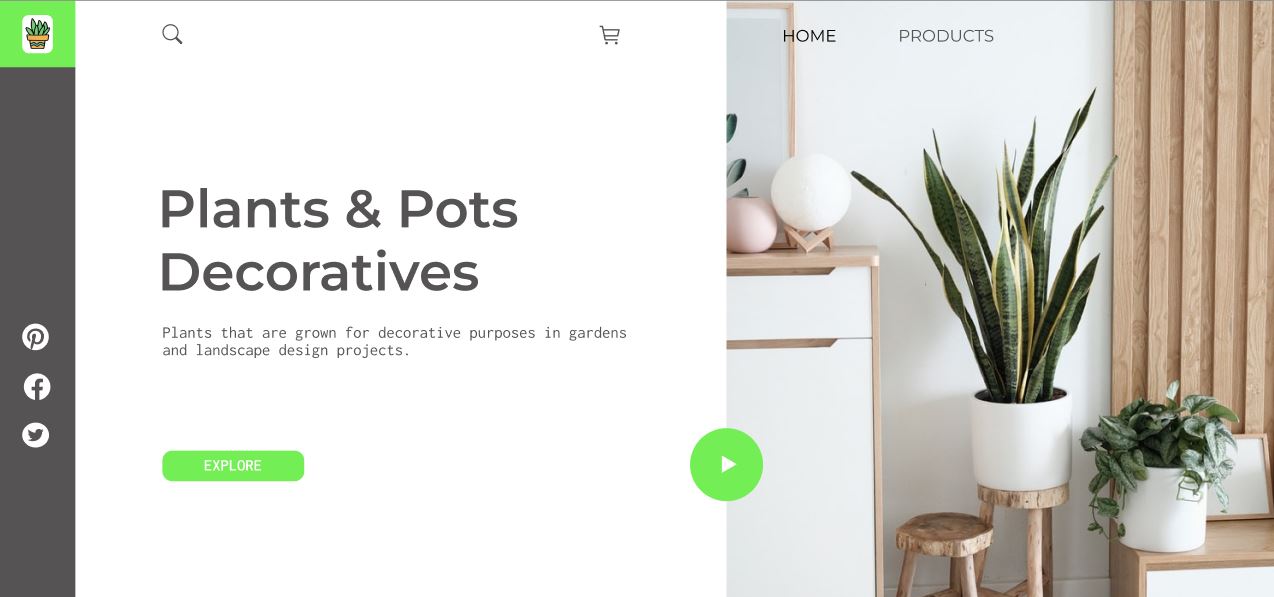 HOME
PRODUCTS
Plants & Pots
Decoratives
Plants that are grown for decorative purposes in gardens
and landscape design projects.
EXPLORE